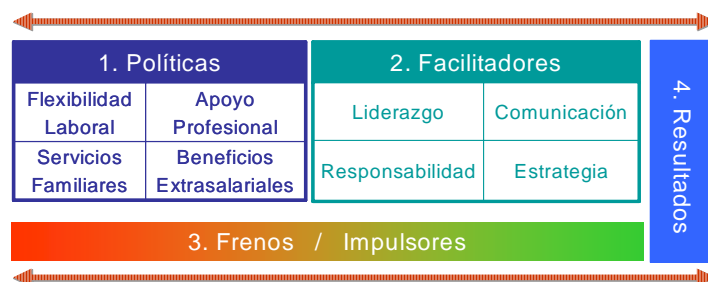 1. Políticas
Flexibilidad
Laboral
Apoyo
Profesional
Servicios
Familiares
Beneficios
Extrasalariales
2. Facilitadores
Liderazgo
Comunicación
Responsabilidad
Estrategia
3. Frenos / Impulsores
4. Resultados